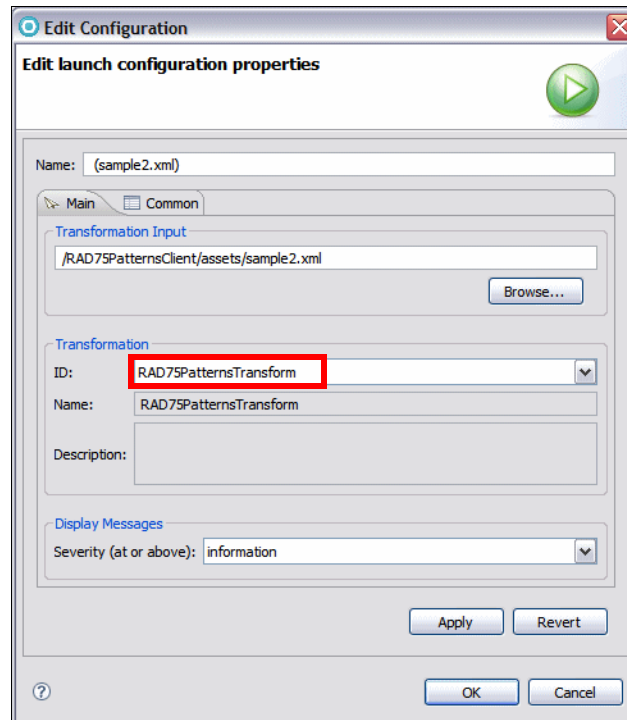 Edit Configuration
Edit launch configuration properties
Name: (sample2.xml)
Main Common
Transformation Input
/RAD75PatternsClient/assets/sample2.xml
Browse...
Transformation
ID: RAD75PatternsTransform
Name: RAD75PatternsTransform
Description:
Display Messages
Severity (at or above): information
Apply Revert
?
OK Cancel